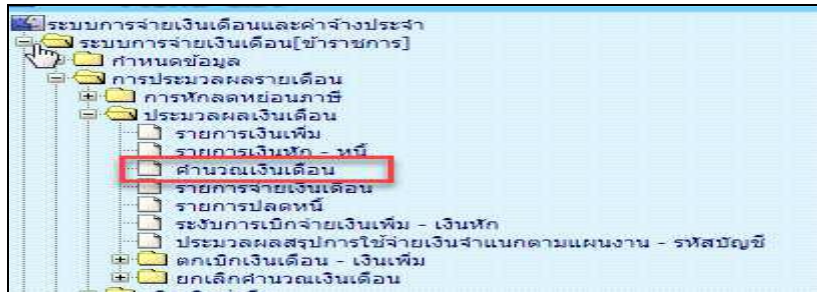 ระบบการจ่ายเงินเดือนและค่าจ้างประจำ
ระบบการจ่ายเงินเดือน[ข้าราชการ]
กำหนดข้อมูล
การประมวลผลรายเดือน
การหักลดหย่อนภาษี
ประมวลผลเงินเดือน
รายการเงินเพิ่ม
รายการเงินหัก - หนี้
คำนวณเงินเดือน
รายการจ่ายเงินเดือน
รายการปลดหนี้
ระงับการเบิกจ่ายเงินเพิ่ม - เงินหัก
ประมวลผลสรุปการใช้จ่ายเงินจำแนกตามแผนงาน - รหัสบัญชี
ตกเบิกเงินเดือน - เงินเพิ่ม
ยกเลิกคำนวณเงินเดือน